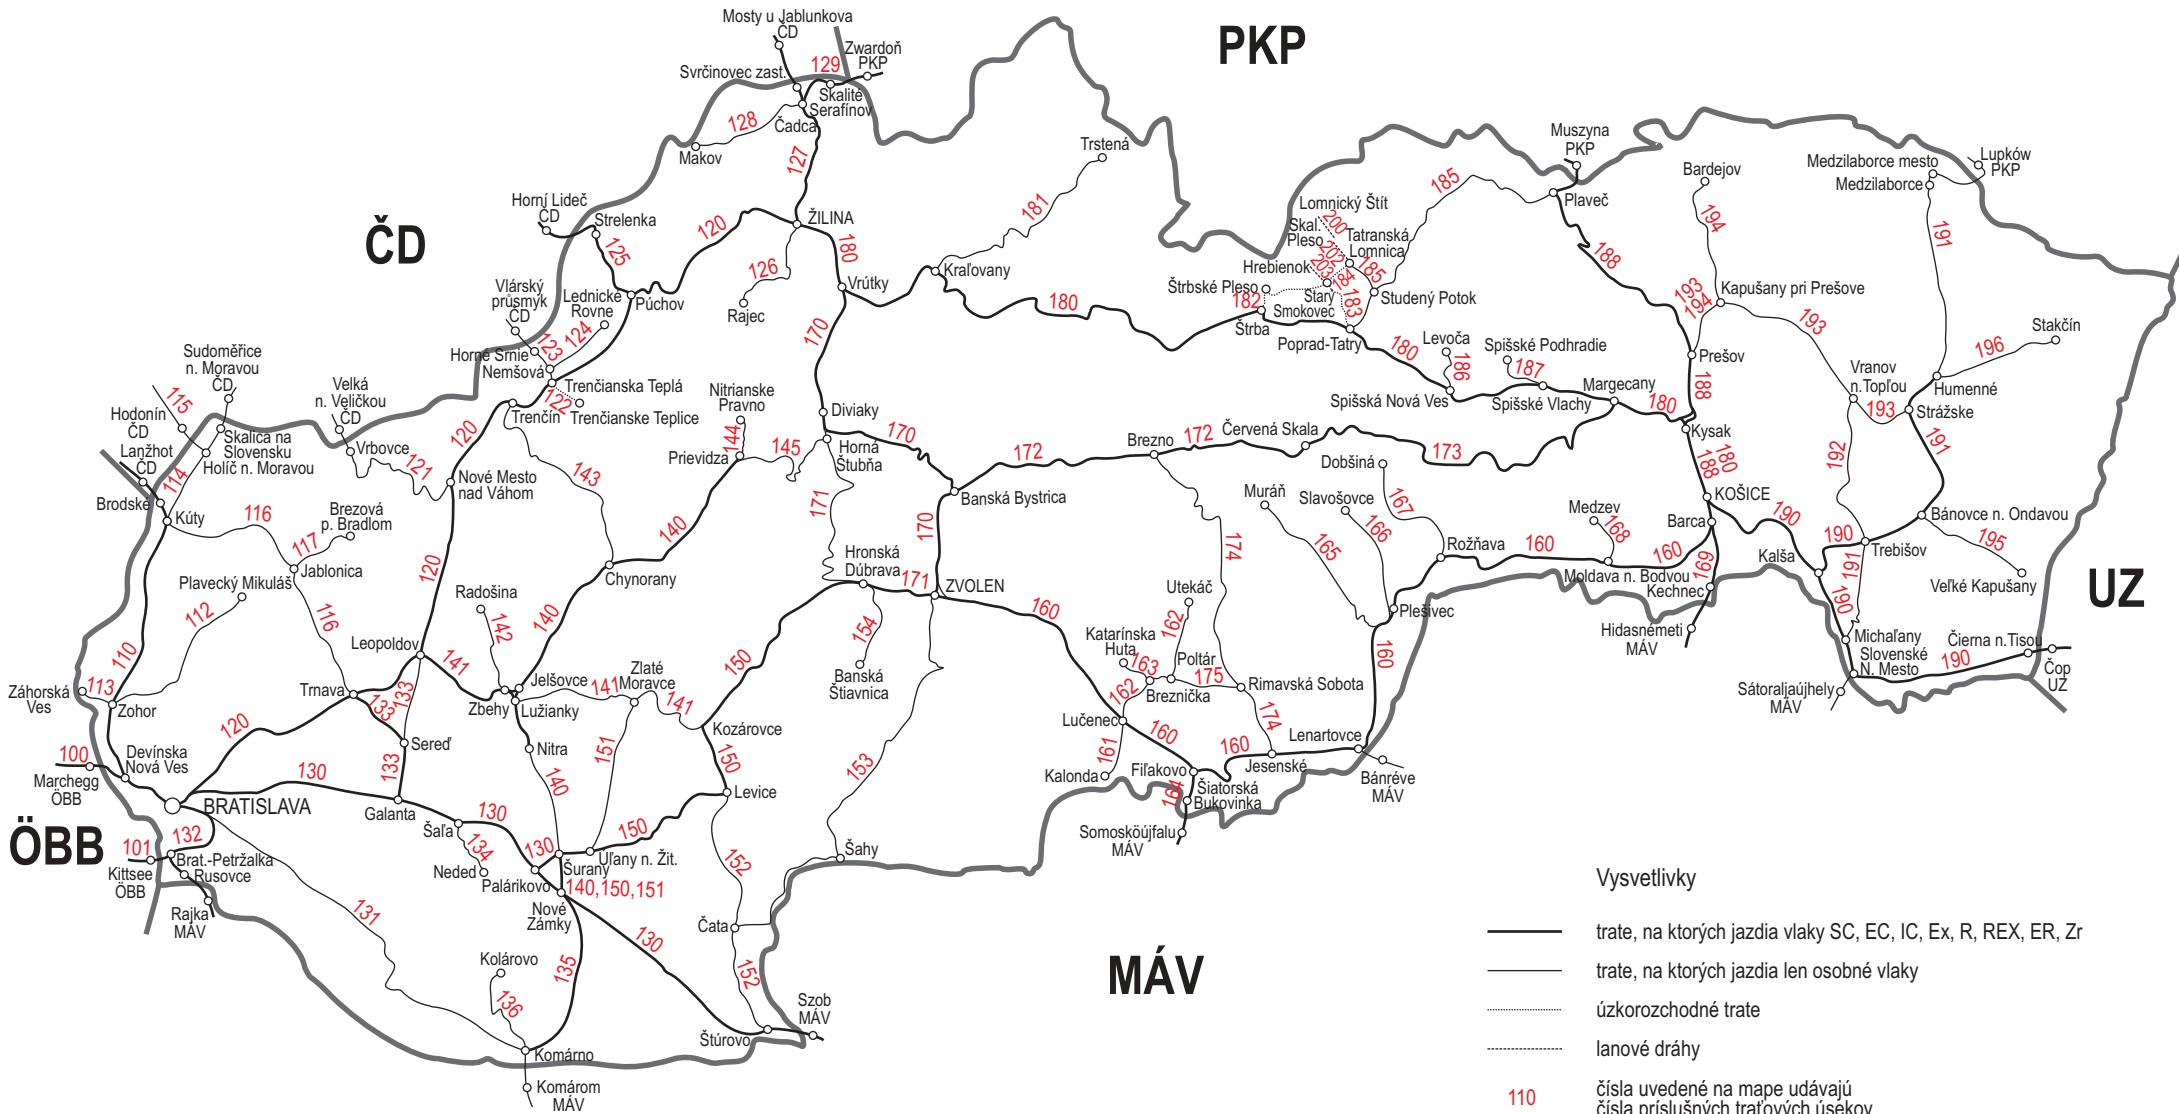 Mosty u Jablunkova
ČD
Zwardoň
PKP
PKP
129
Svrčinovec zast.
Skalité
Serafínov
128
Čadca
Makov
127
Muszyna
PKP
Trstená
Bardejov
Medzilaborce mesto
Medzilaborce
Lupków
PKP
Horní Lideč
ČD
Strelenka
ČD
120
ŽILINA
181
185
Plaveč
194
191
Lomnický Štít
200
Skal.
Pleso
Tatranská
Lomnica
202
Hrebienok
203
184
185
125
126
180
188
Vlárský
průsmyk
ČD
Lednické
Rovne
Púchov
Rajec
Vrútky
Kraľovany
180
Štrbské Pleso
182
Starý
Smokovec
183
Studený Potok
193
194
Kapušany pri Prešove
193
Stakčín
196
Štrba
Poprad-Tatry
124
123
Horné Srnie
Nemšová
170
180
Levoča
186
Spišské Podhradie
187
Prešov
Vranov
n.Topľou
Humenné
Sudoměřice
n. Moravou
ČD
Trenčianska Teplá
122
Trenčianske Teplice
Trenčín
Nitrianske
Pravno
Diviaky
Spišská Nová Ves
Spišské Vlachy
Margecany
180
188
193
Strážske
115
Velká
n. Veličkou
ČD
Hodonín
ČD
Lanžhot
ČD
Skalica na
Slovensku
Holíč n. Moravou
Vrbovce
121
120
144
145
Prievidza
Horná
Štubňa
170
172
Brezno
172
Červená Skala
173
Kysak
180
188
192
191
114
Brodské
Kúty
Nové Mesto
nad Váhom
143
171
Banská Bystrica
Dobšiná
Muráň
Slavošovce
167
Medzev
KOŠICE
Barca
116
Brezová
p. Bradlom
117
Jablonica
140
170
174
165
166
168
190
190
Bánovce n. Ondavou
120
Chynorany
Hronská
Dúbrava
171
ZVOLEN
Rožňava
160
160
Moldava n. Bodvou
Kechnec
169
Kalša
Trebišov
191
195
Veľké Kapušany
Plavecký Mikuláš
112
116
Radošina
142
140
154
160
Utekáč
162
Plešivec
Hidasnémeti
MÁV
190
UZ
110
Leopoldov
141
150
Banská
Štiavnica
Katarínska
Huta
163
Poltár
160
Michaľany
Slovenské
N. Mesto
Čierna n.Tisou
190
Čop
UZ
Sátoraljaújhely
MÁV
Záhorská
Ves
113
Zohor
Trnava
133
133
Jelšovce
Zbehy
Lužianky
141
Zlaté
Moravce
141
Kozárovce
162
Breznička
175
Rimavská Sobota
174
Lučenec
120
Sereď
Nitra
151
153
160
160
Lenartovce
100
Marchegg
ÖBB
Devínska
Nová Ves
130
133
140
150
Levice
161
Kalonda
Fiľakovo
Jesenské
Bánréve
MÁV
ÖBB
BRATISLAVA
Galanta
130
Šaľa
150
164
Šiatorská
Bukovinka
Somosköújfalu
MÁV
132
101
Kittsee
ÖBB
Brat.-Petržalka
Rusovce
134
Neded
130
Palárikovo
Šurany
Úľany n. Žit.
140,150,151
152
Šahy
Rajka
MÁV
131
Nové
Zámky
Čata
130
152
Kolárovo
136
135
Szob
MÁV
Štúrovo
Komárno
Komárom
MÁV
MÁV
Vysvetlivky
trate, na ktorých jazdia vlaky SC, EC, IC, Ex, R, REX, ER, Zr
trate, na ktorých jazdia len osobné vlaky
úzkorozchodné trate
lanové dráhy
110 čísla uvedené na mape udávajú
čísla príslušných traťových úsekov